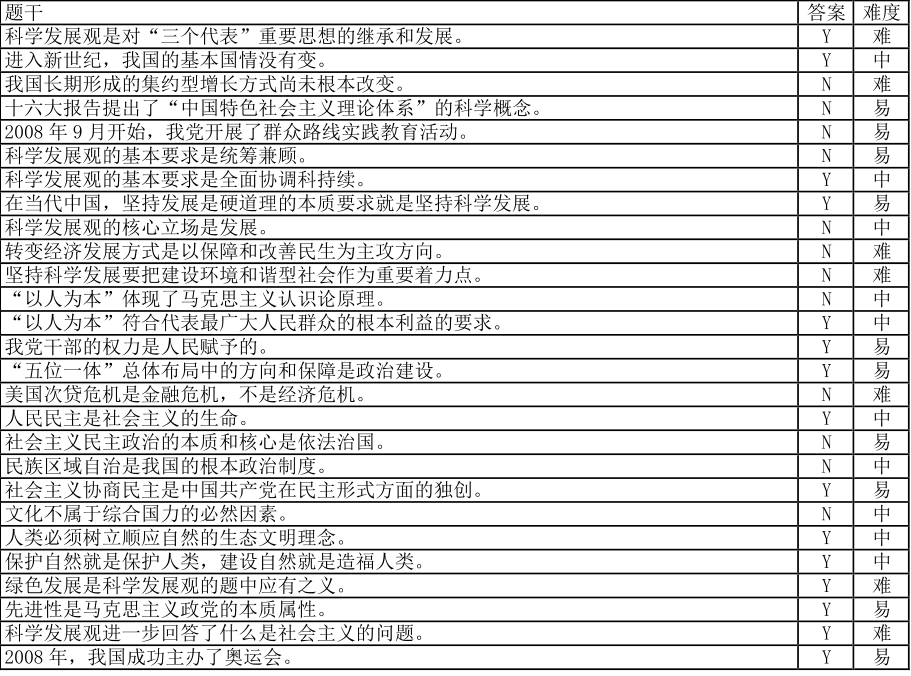 题干 答案 难度
科学发展观是对“三个代表”重要思想的继承和发展。 Y 难
进入新世纪，我国的基本国情没有变。 Y 中
我国长期形成的集约型增长方式尚未根本改变。 N 难
十六大报告提出了“中国特色社会主义理论体系”的科学概念。 N 易
2008 年 9 月开始，我党开展了群众路线实践教育活动。 N 易
科学发展观的基本要求是统筹兼顾。 N 易
科学发展观的基本要求是全面协调科持续。 Y 中
在当代中国，坚持发展是硬道理的本质要求就是坚持科学发展。 Y 易
科学发展观的核心立场是发展。 N 中
转变经济发展方式是以保障和改善民生为主攻方向。 N 难
坚持科学发展要把建设环境和谐型社会作为重要着力点。 N 难
“以人为本”体现了马克思主义认识论原理。 N 中
“以人为本”符合代表最广大人民群众的根本利益的要求。 Y 中
我党干部的权力是人民赋予的。 Y 易
“五位一体”总体布局中的方向和保障是政治建设。 Y 易
美国次贷危机是金融危机，不是经济危机。 N 难
人民民主是社会主义的生命。 Y 中
社会主义民主政治的本质和核心是依法治国。 N 易
民族区域自治是我国的根本政治制度。 N 中
社会主义协商民主是中国共产党在民主形式方面的独创。 Y 易
文化不属于综合国力的必然因素。 N 中
人类必须树立顺应自然的生态文明理念。 Y 中
保护自然就是保护人类，建设自然就是造福人类。 Y 中
绿色发展是科学发展观的题中应有之义。 Y 难
先进性是马克思主义政党的本质属性。 Y 易
科学发展观进一步回答了什么是社会主义的问题。 Y 难
2008 年，我国成功主办了奥运会。 Y 易